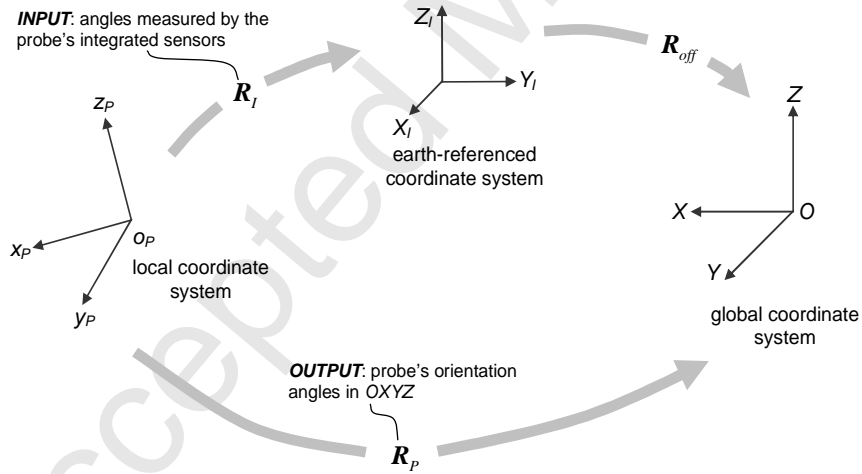 INPUT: angles measured by the
probe's integrated sensors
R_I
Z_I
Y_I
X_I
earth-referenced
coordinate system
R_off
Z
X
O
Y
global coordinate
system
z_P
x_P
o_P
y_P
local coordinate
system
OUTPUT: probe's orientation
angles in OXYZ
R_P
ccepted M